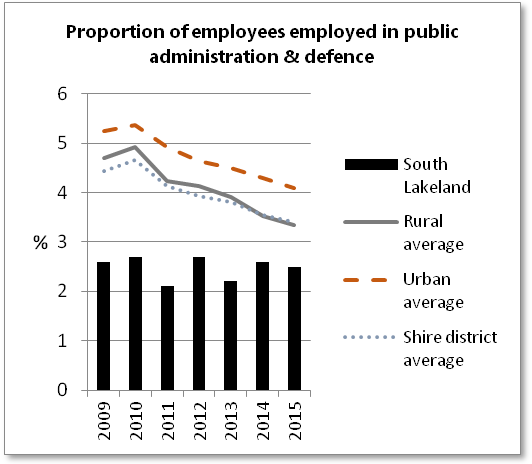 Proportion of employees employed in public
administration & defence
6
5
4
3
2
1
0
%
2009
2010
2011
2012
2013
2014
2015
South
Lakeland
Rural
average
Urban
average
Shire district
average